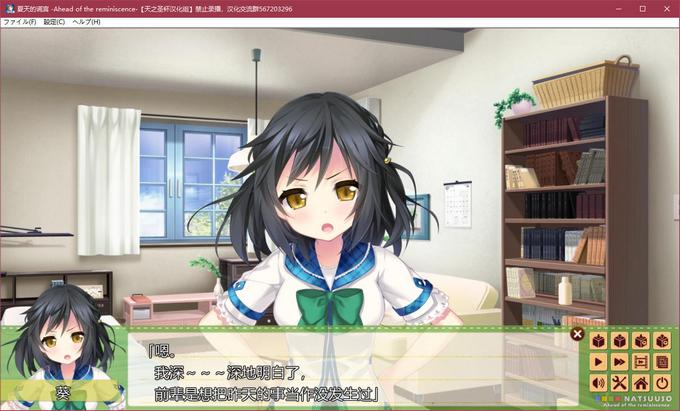 夏天的谎言 -Ahead of the reminiscence-【天之圣杯汉化组】禁止录播，汉化交流群567203296
ファイル(F) 設定(C) ヘルプ(H)
「嗯。
我深～～～深地明白了，
前辈是想把昨天的事当作没发生过」
葵
NATSUUSO
Ahead of the reminiscence